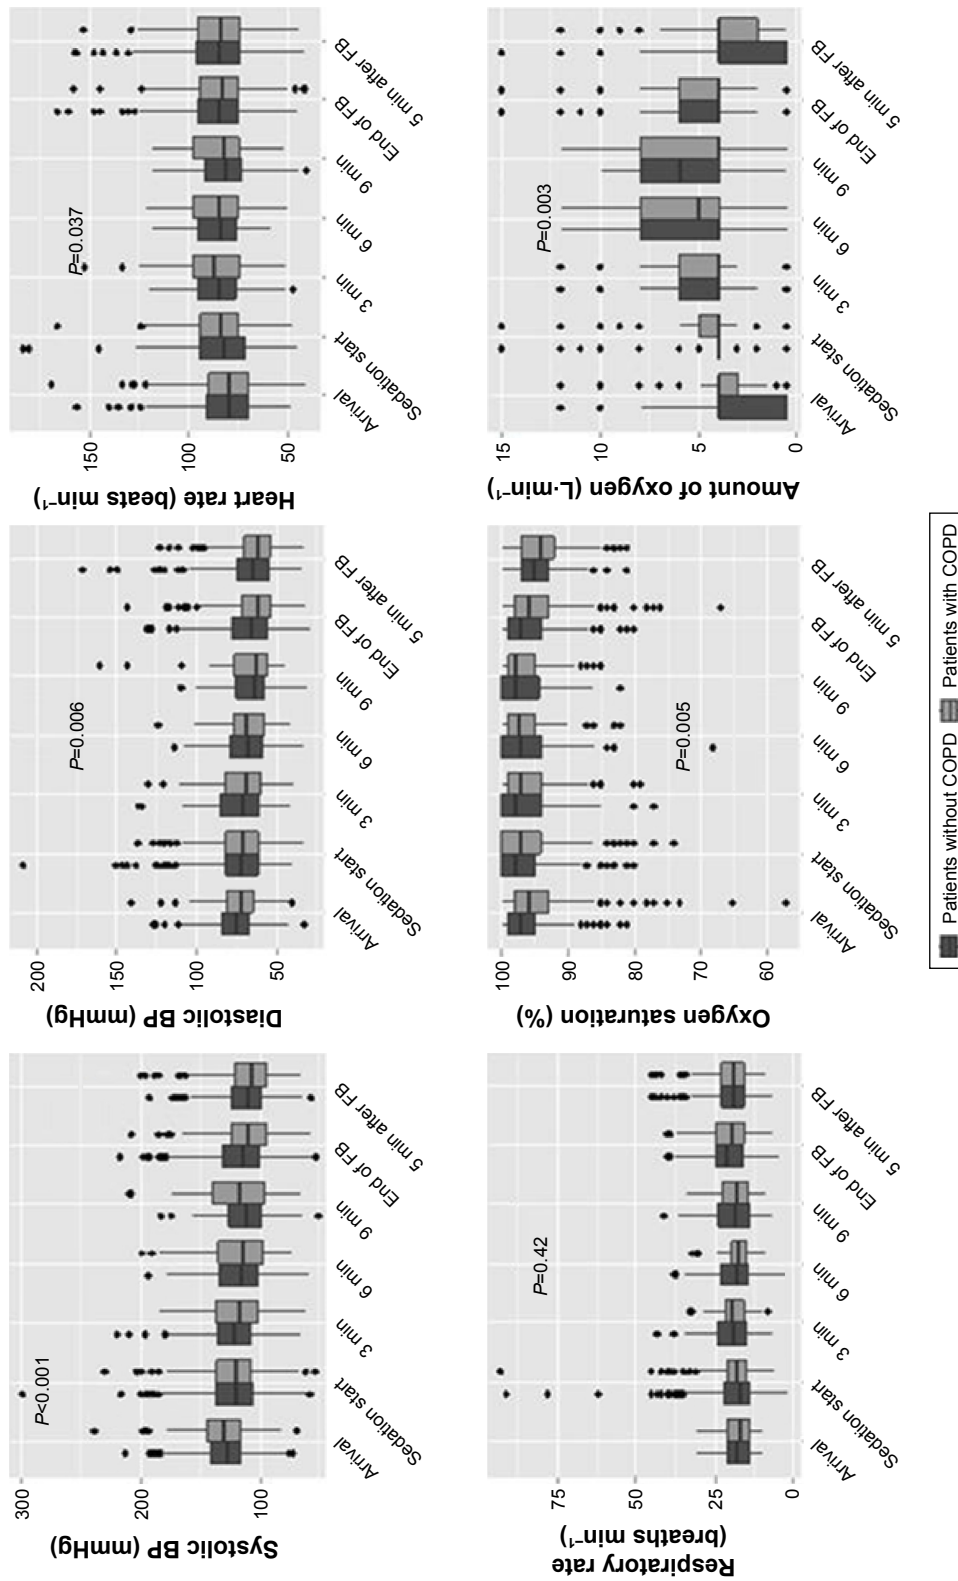 Systolic BP (mmHg)
300
200
100
P<0.001
Arrival
Sedation start
3 min
6 min
9 min
End of FB
5 min after FB
Diastolic BP (mmHg)
200
150
100
50
P=0.006
Arrival
Sedation start
3 min
6 min
9 min
End of FB
5 min after FB
Heart rate (beats min⁻¹)
150
100
50
P=0.037
Arrival
Sedation start
3 min
6 min
9 min
End of FB
5 min after FB
Respiratory rate
(breaths min⁻¹)
75
50
25
0
P=0.42
Arrival
Sedation start
3 min
6 min
9 min
End of FB
5 min after FB
Oxygen saturation (%)
100
90
80
70
60
P=0.005
Arrival
Sedation start
3 min
6 min
9 min
End of FB
5 min after FB
Amount of oxygen (L·min⁻¹)
15
10
5
0
P=0.003
Arrival
Sedation start
3 min
6 min
9 min
End of FB
5 min after FB
Patients without COPD
Patients with COPD